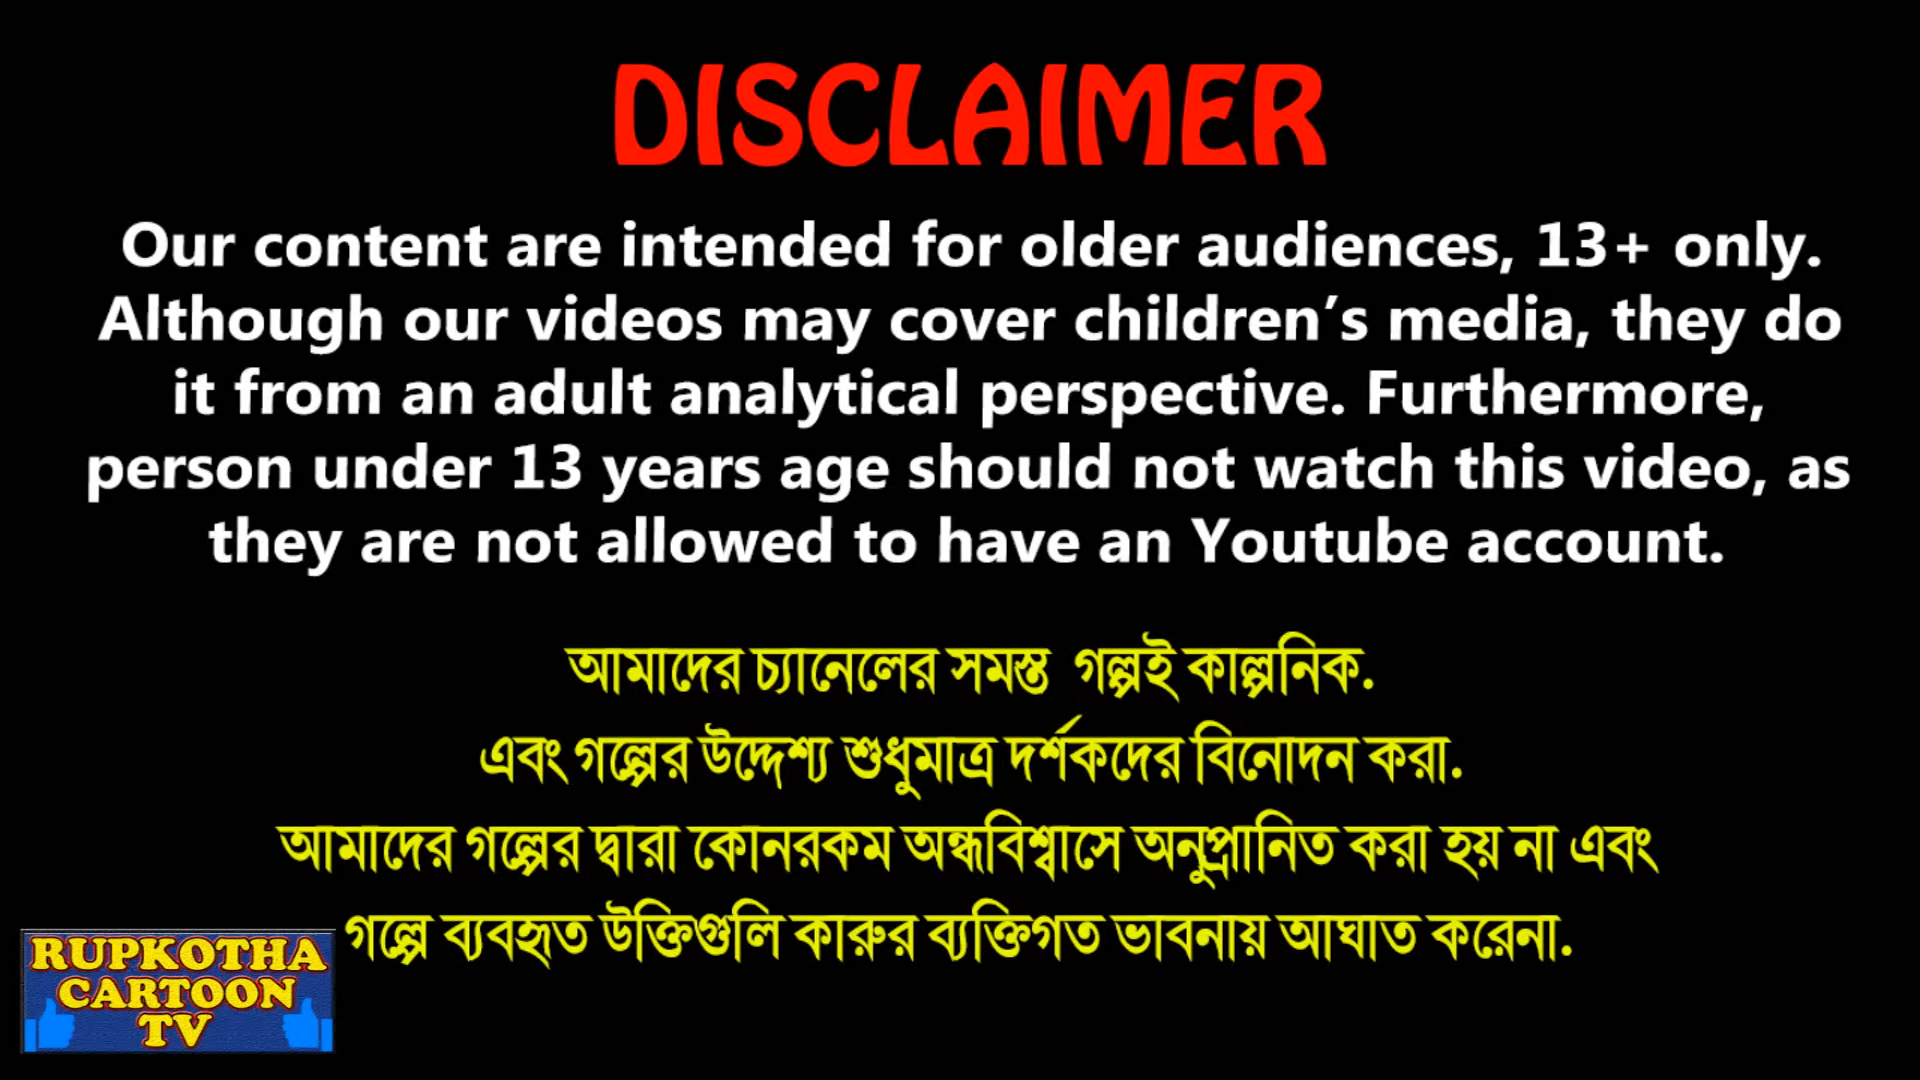 DISCLAIMER
Our content are intended for older audiences, 13+ only.
Although our videos may cover children’s media, they do
it from an adult analytical perspective. Furthermore,
person under 13 years age should not watch this video, as
they are not allowed to have an Youtube account.
আমাদের চ্যানেলের সমস্ত গল্পই কাল্পনিক.
এবং গল্পের উদ্দেশ্য শুধুমাত্র দর্শকদের বিনোদন করা.
আমাদের গল্পের দ্বারা কোনরকম অন্ধবিশ্বাসে অনুপ্রানিত করা হয় না এবং
গল্পে ব্যবহৃত উক্তিগুলি কারুর ব্যক্তিগত ভাবনায় আঘাত করেনা.
RUPKOTHA
CARTOON
TV